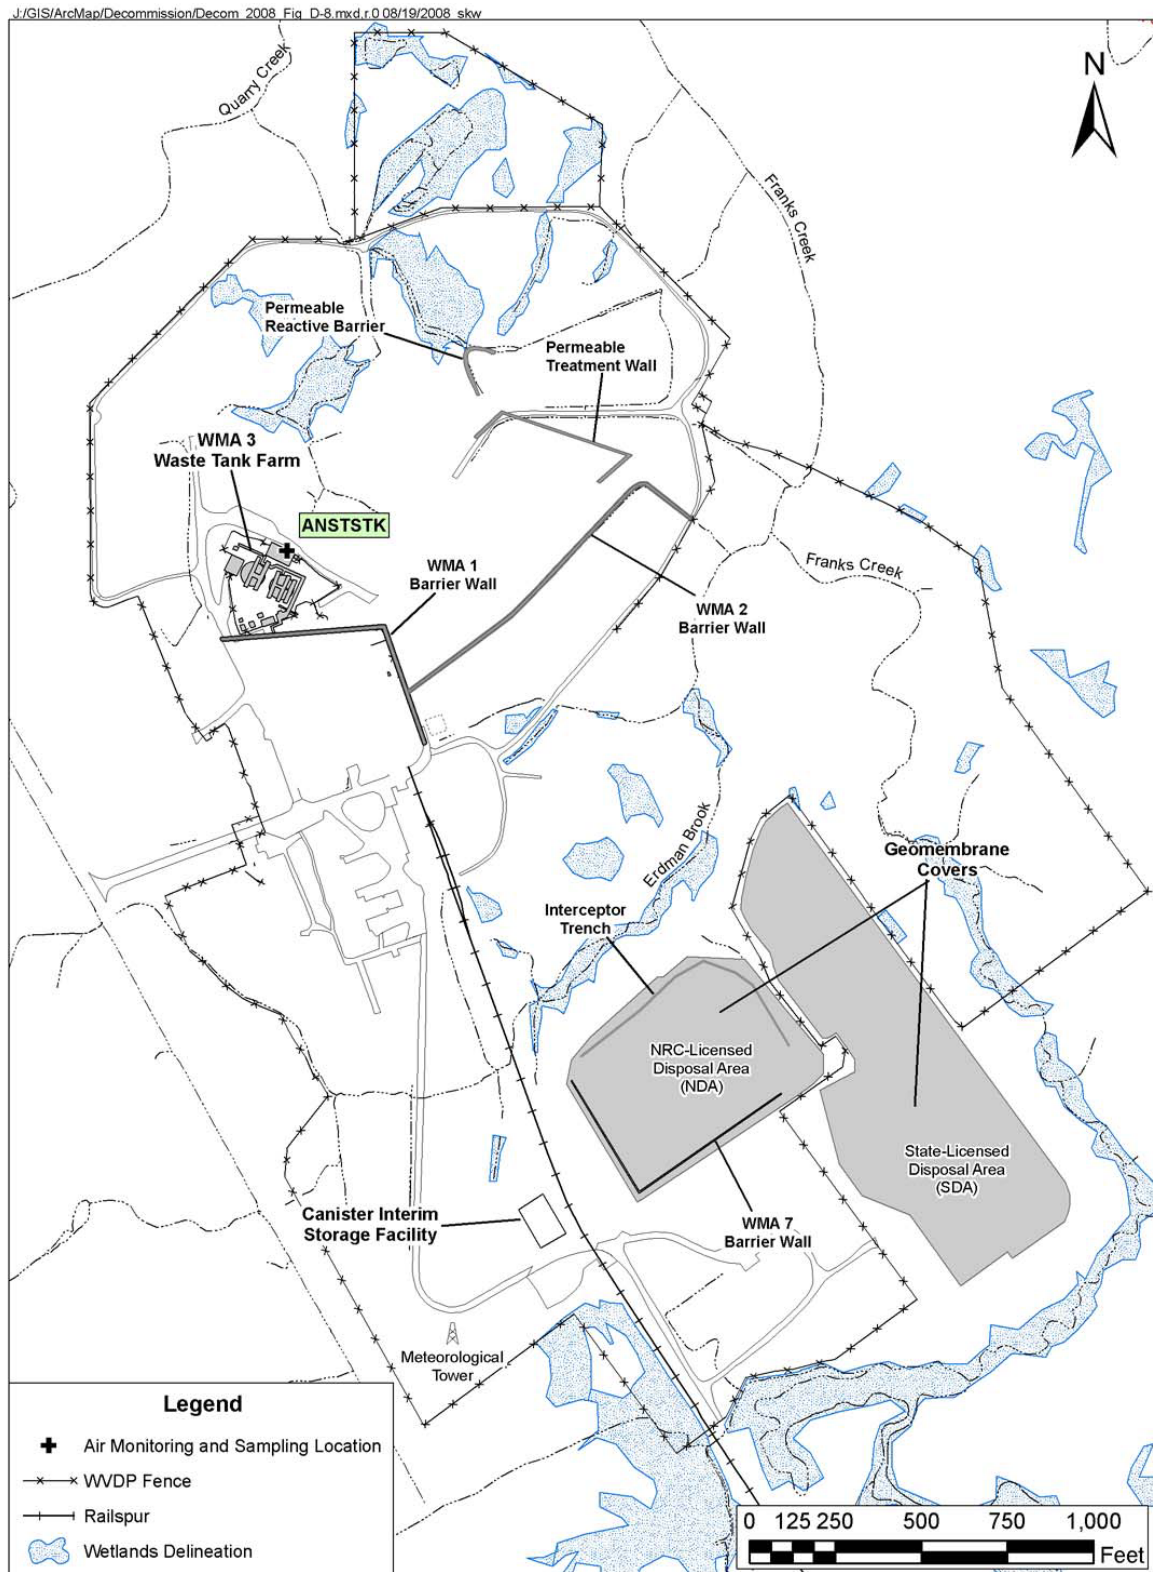 J:/GIS/ArcMap/Decommission/Decom_2008_Fig_D-8.mxd,r.0 08/19/2008_skw
N
Quarry Creek
Franks Creek
Permeable
Reactive Barrier
Permeable
Treatment Wall
WMA 3
Waste Tank Farm
ANSTSTK
WMA 1
Barrier Wall
Franks Creek
WMA 2
Barrier Wall
Erdman Brook
Geomembrane
Covers
Interceptor
Trench
NRC-Licensed
Disposal Area
(NDA)
State-Licensed
Disposal Area
(SDA)
Canister Interim
Storage Facility
WMA 7
Barrier Wall
Meteorological
Tower
Legend
Air Monitoring and Sampling Location
WVDP Fence
Railspur
Wetlands Delineation
0 125 250 500 750 1,000
Feet